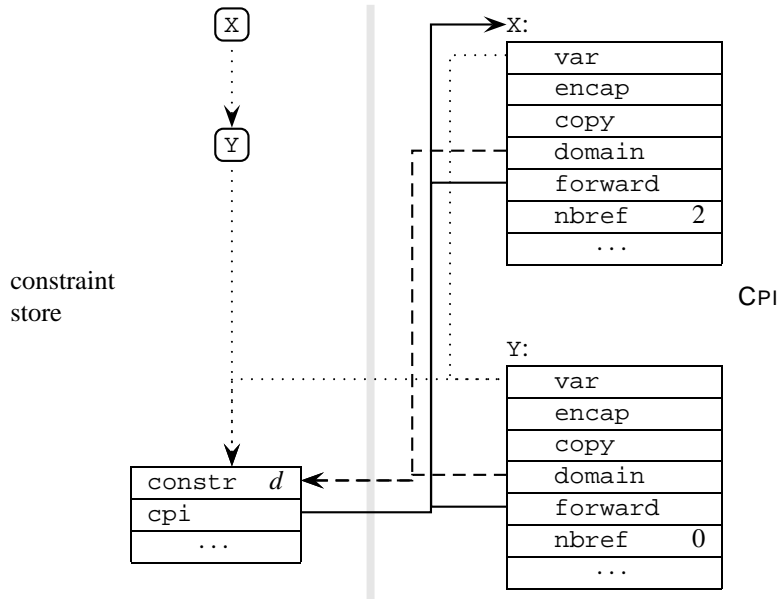 X
Y
constraint
store
constr d
cpi
...
X:
var
encap
copy
domain
forward
nbref 2
...
CPI
Y:
var
encap
copy
domain
forward
nbref 0
...